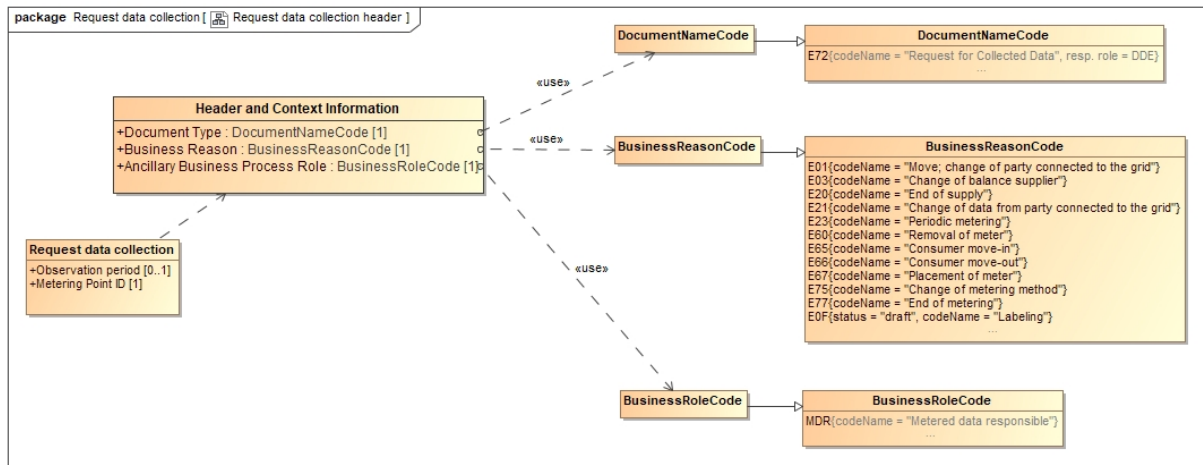 package Request data collection [ Request data collection header ]
DocumentNameCode
DocumentNameCode
E72{codeName = "Request for Collected Data", resp. role = DDE}
...
«use»
Header and Context Information
+Document Type : DocumentNameCode [1]
+Business Reason : BusinessReasonCode [1]
+Ancillary Business Process Role : BusinessRoleCode [1]
«use»
BusinessReasonCode
BusinessReasonCode
E01{codeName = "Move; change of party connected to the grid"}
E03{codeName = "Change of balance supplier"}
E20{codeName = "End of supply"}
E21{codeName = "Change of data from party connected to the grid"}
E23{codeName = "Periodic metering"}
E60{codeName = "Removal of meter"}
E65{codeName = "Consumer move-in"}
E66{codeName = "Consumer move-out"}
E67{codeName = "Placement of meter"}
E75{codeName = "Change of metering method"}
E77{codeName = "End of metering"}
E0F{status = "draft", codeName = "Labeling"}
...
Request data collection
+Observation period [0..1]
+Metering Point ID [1]
«use»
BusinessRoleCode
BusinessRoleCode
MDR{codeName = "Metered data responsible"}
...